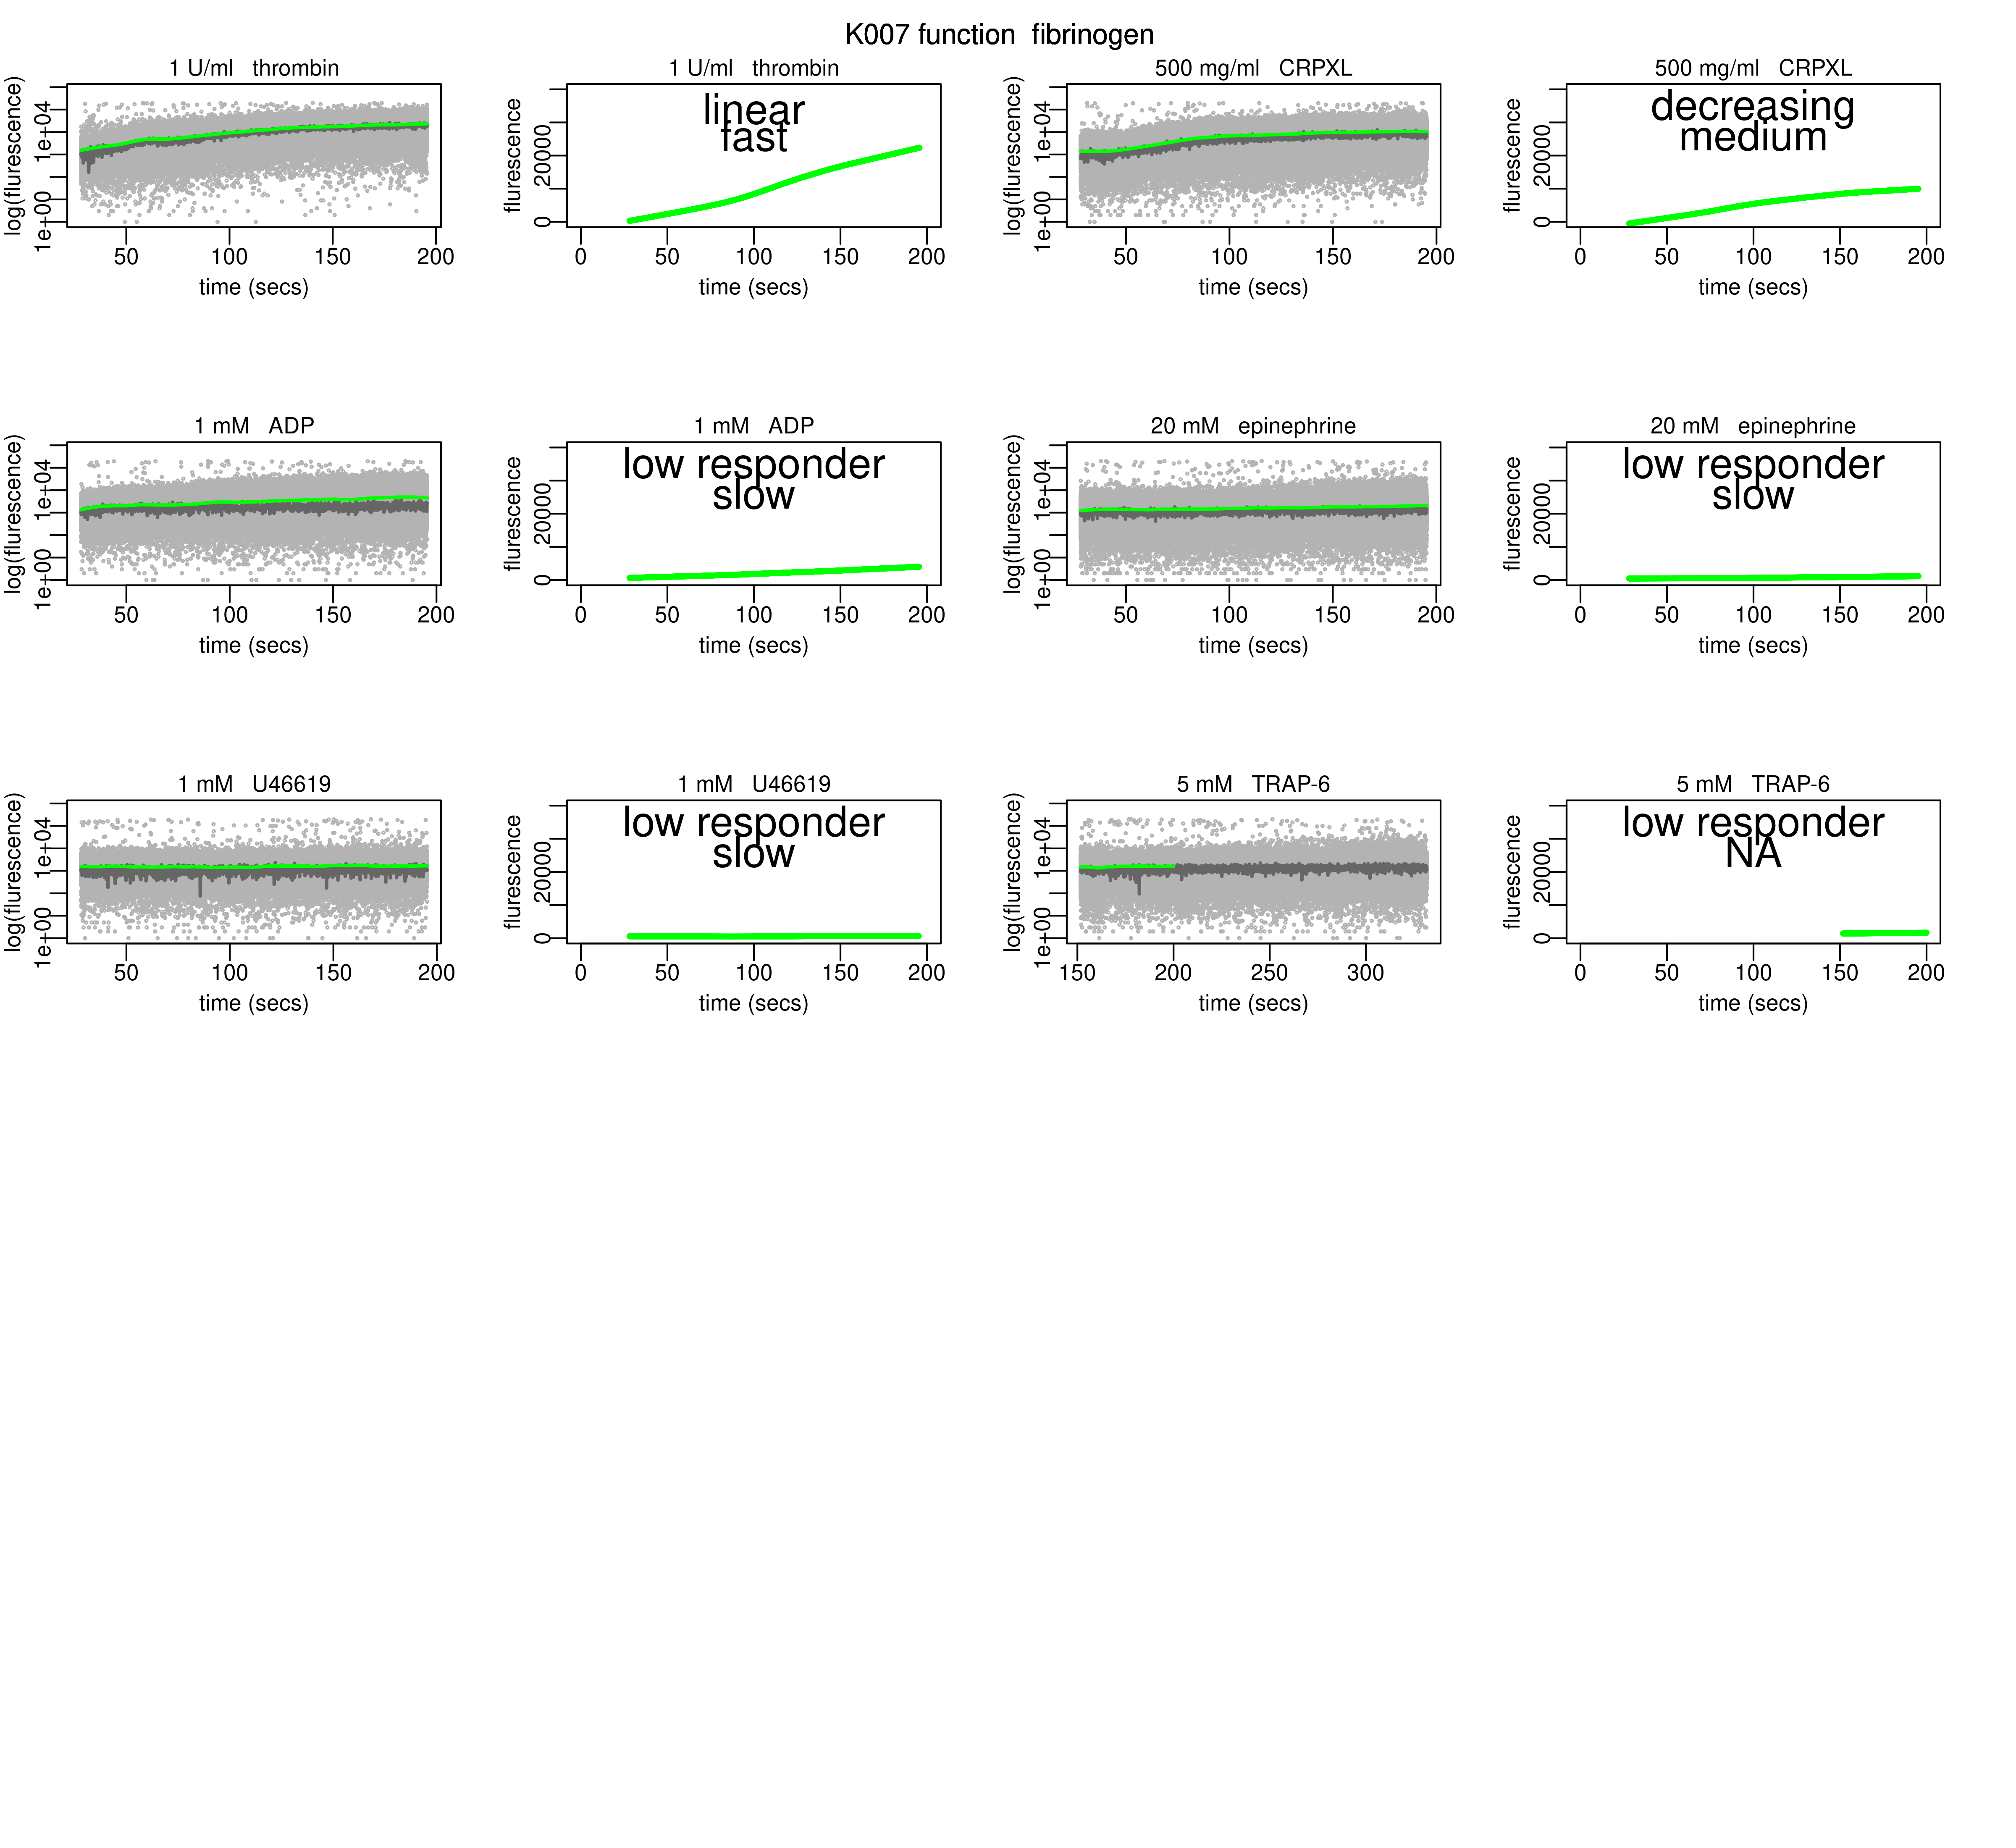 K007 function  fibrinogen
1 U/ml   thrombin
log(flurescence)
1e+00
1e+04
50
100
150
200
time (secs)
1 U/ml   thrombin
linear
fast
flurescence
0
20000
0
50
100
150
200
time (secs)
500 mg/ml   CRPXL
log(flurescence)
1e+00
1e+04
50
100
150
200
time (secs)
500 mg/ml   CRPXL
decreasing
medium
flurescence
0
20000
0
50
100
150
200
time (secs)
1 mM   ADP
log(flurescence)
1e+00
1e+04
50
100
150
200
time (secs)
1 mM   ADP
low responder
slow
flurescence
0
20000
0
50
100
150
200
time (secs)
20 mM   epinephrine
log(flurescence)
1e+00
1e+04
50
100
150
200
time (secs)
20 mM   epinephrine
low responder
slow
flurescence
0
20000
0
50
100
150
200
time (secs)
1 mM   U46619
log(flurescence)
1e+00
1e+04
50
100
150
200
time (secs)
1 mM   U46619
low responder
slow
flurescence
0
20000
0
50
100
150
200
time (secs)
5 mM   TRAP-6
log(flurescence)
1e+00
1e+04
150
200
250
300
time (secs)
5 mM   TRAP-6
low responder
NA
flurescence
0
20000
0
50
100
150
200
time (secs)